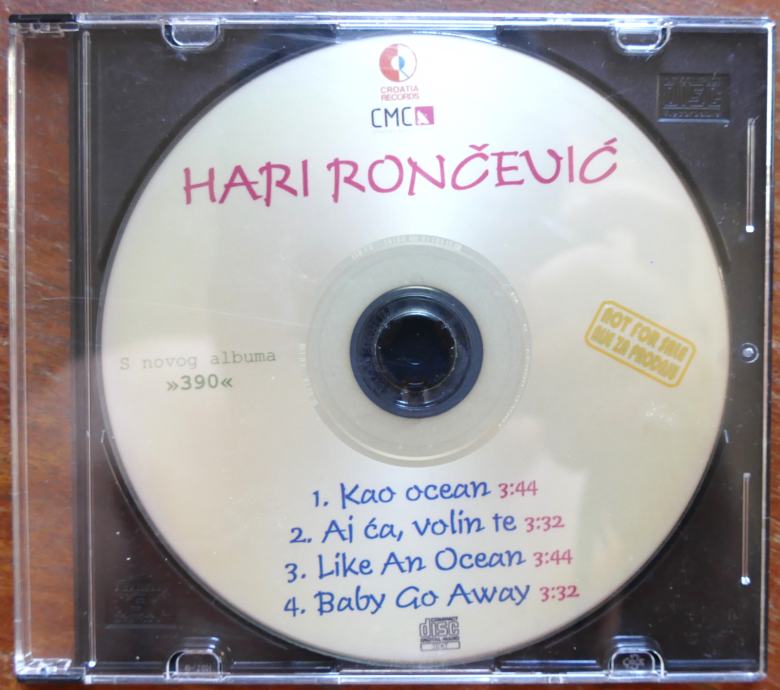 CROATIA
RECORDS
CMC
HARI RONČEVIĆ
S novog albuma
»390«
NOT FOR SALE
NIJE ZA PRODAJU
1. Kao ocean 3:44
2. Aj ća, volin te 3:32
3. Like An Ocean 3:44
4. Baby Go Away 3:32
COMPACT
disc
DIGITAL AUDIO
TEXT